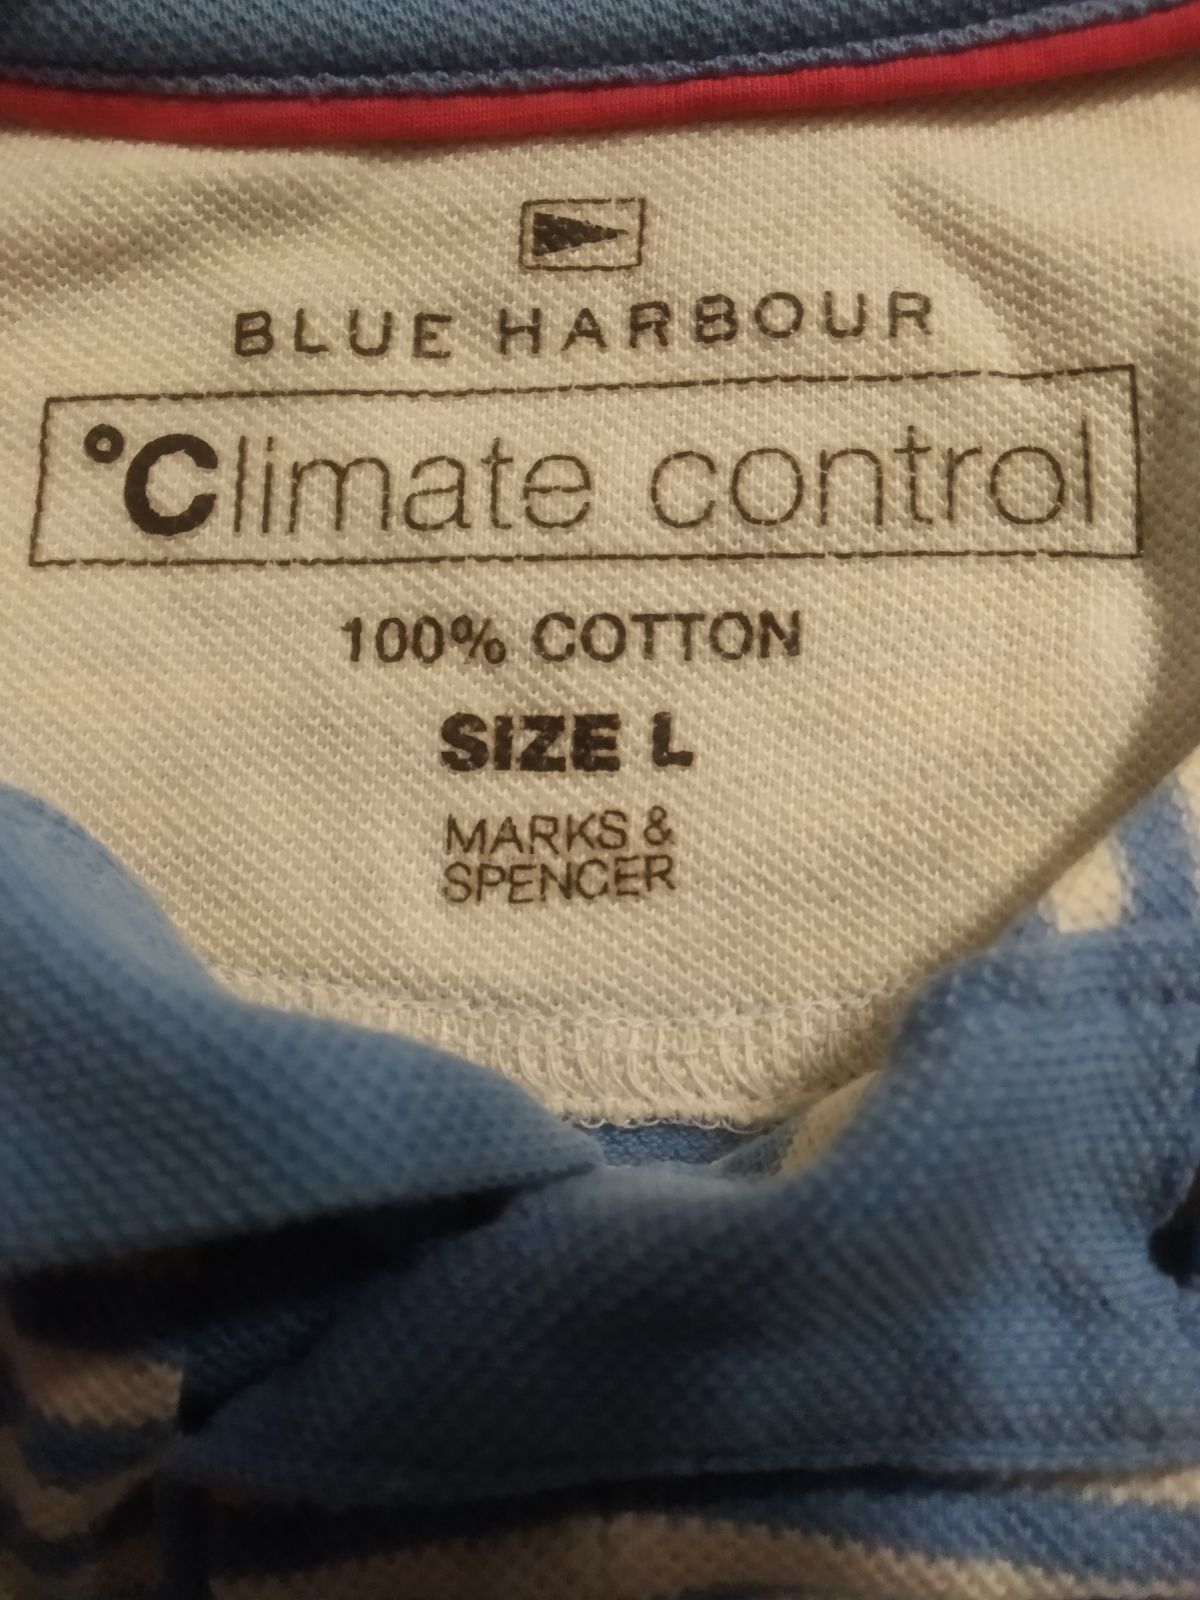 BLUE HARBOUR
°Climate control
100% COTTON
SIZE L
MARKS &
SPENCER